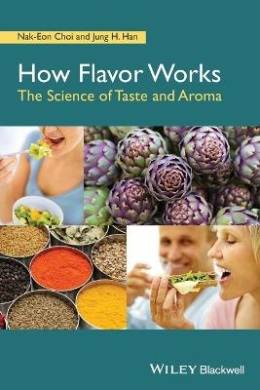 Nak-Eon Choi and Jung H. Han
How Flavor Works
The Science of Taste and Aroma
WILEY Blackwell